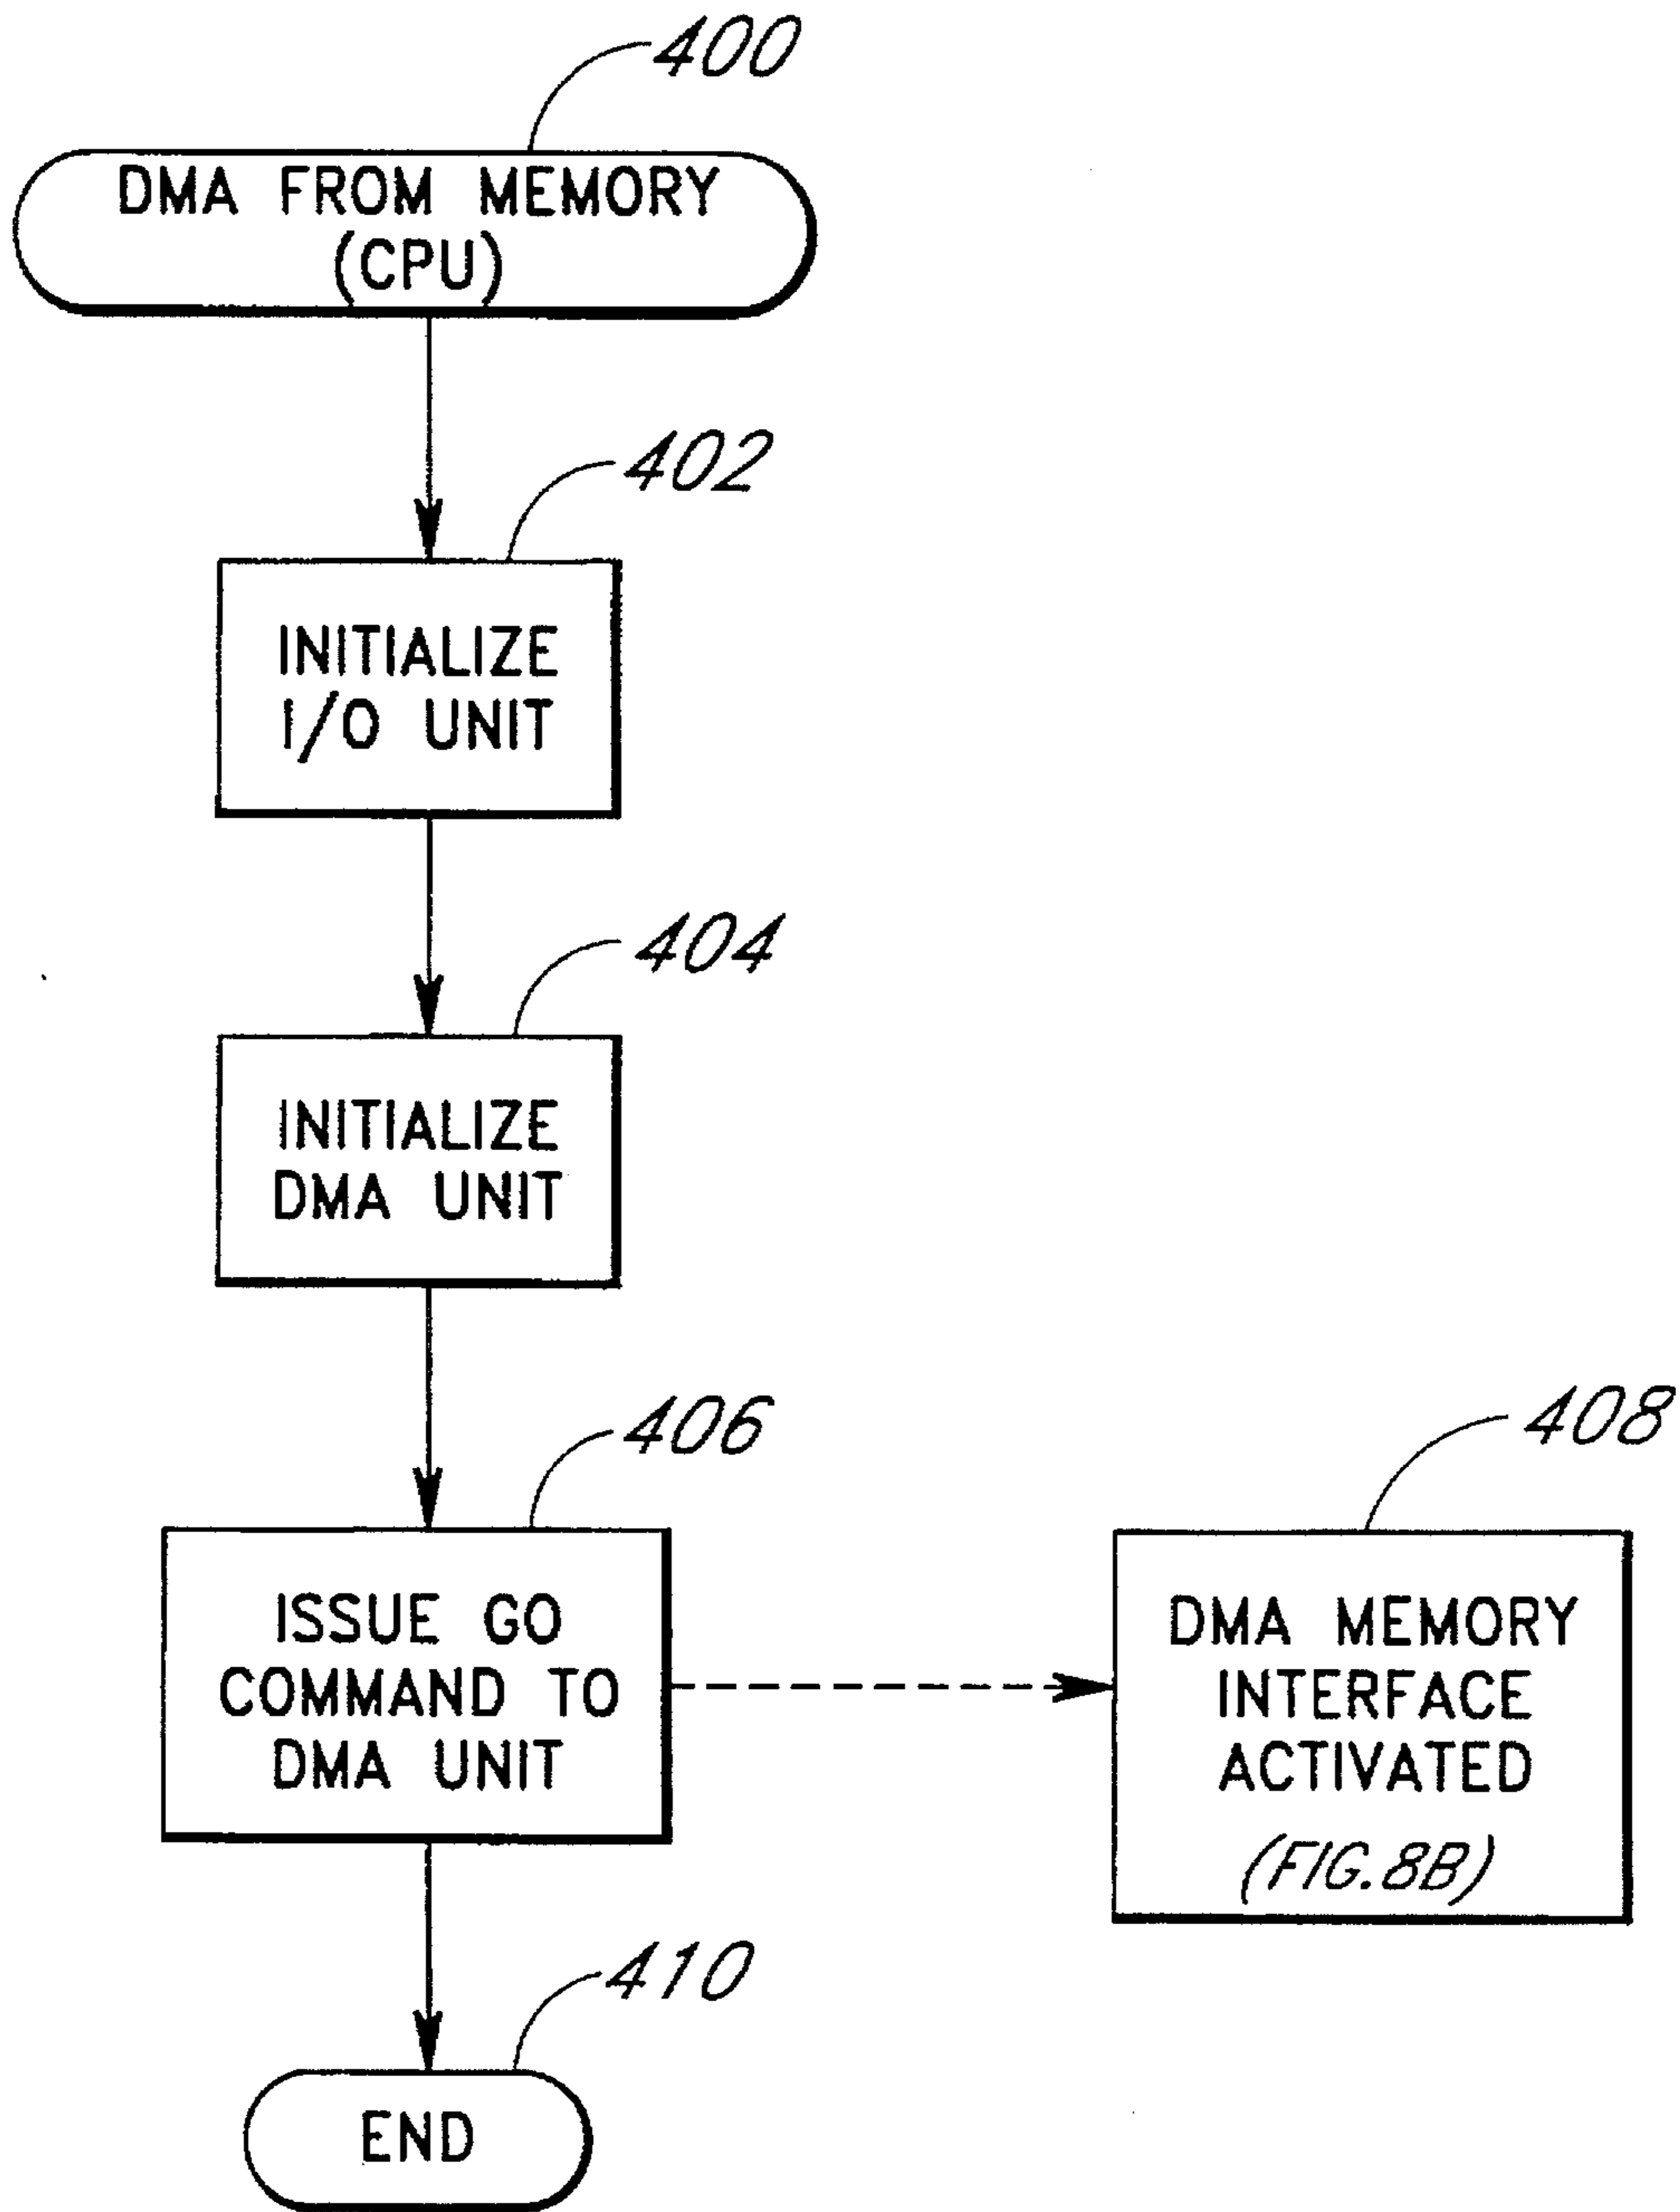 400
DMA FROM MEMORY
(CPU)
402
INITIALIZE
I/O UNIT
404
INITIALIZE
DMA UNIT
406
ISSUE GO
COMMAND TO
DMA UNIT
408
DMA MEMORY
INTERFACE
ACTIVATED
(FIG.8B)
410
END